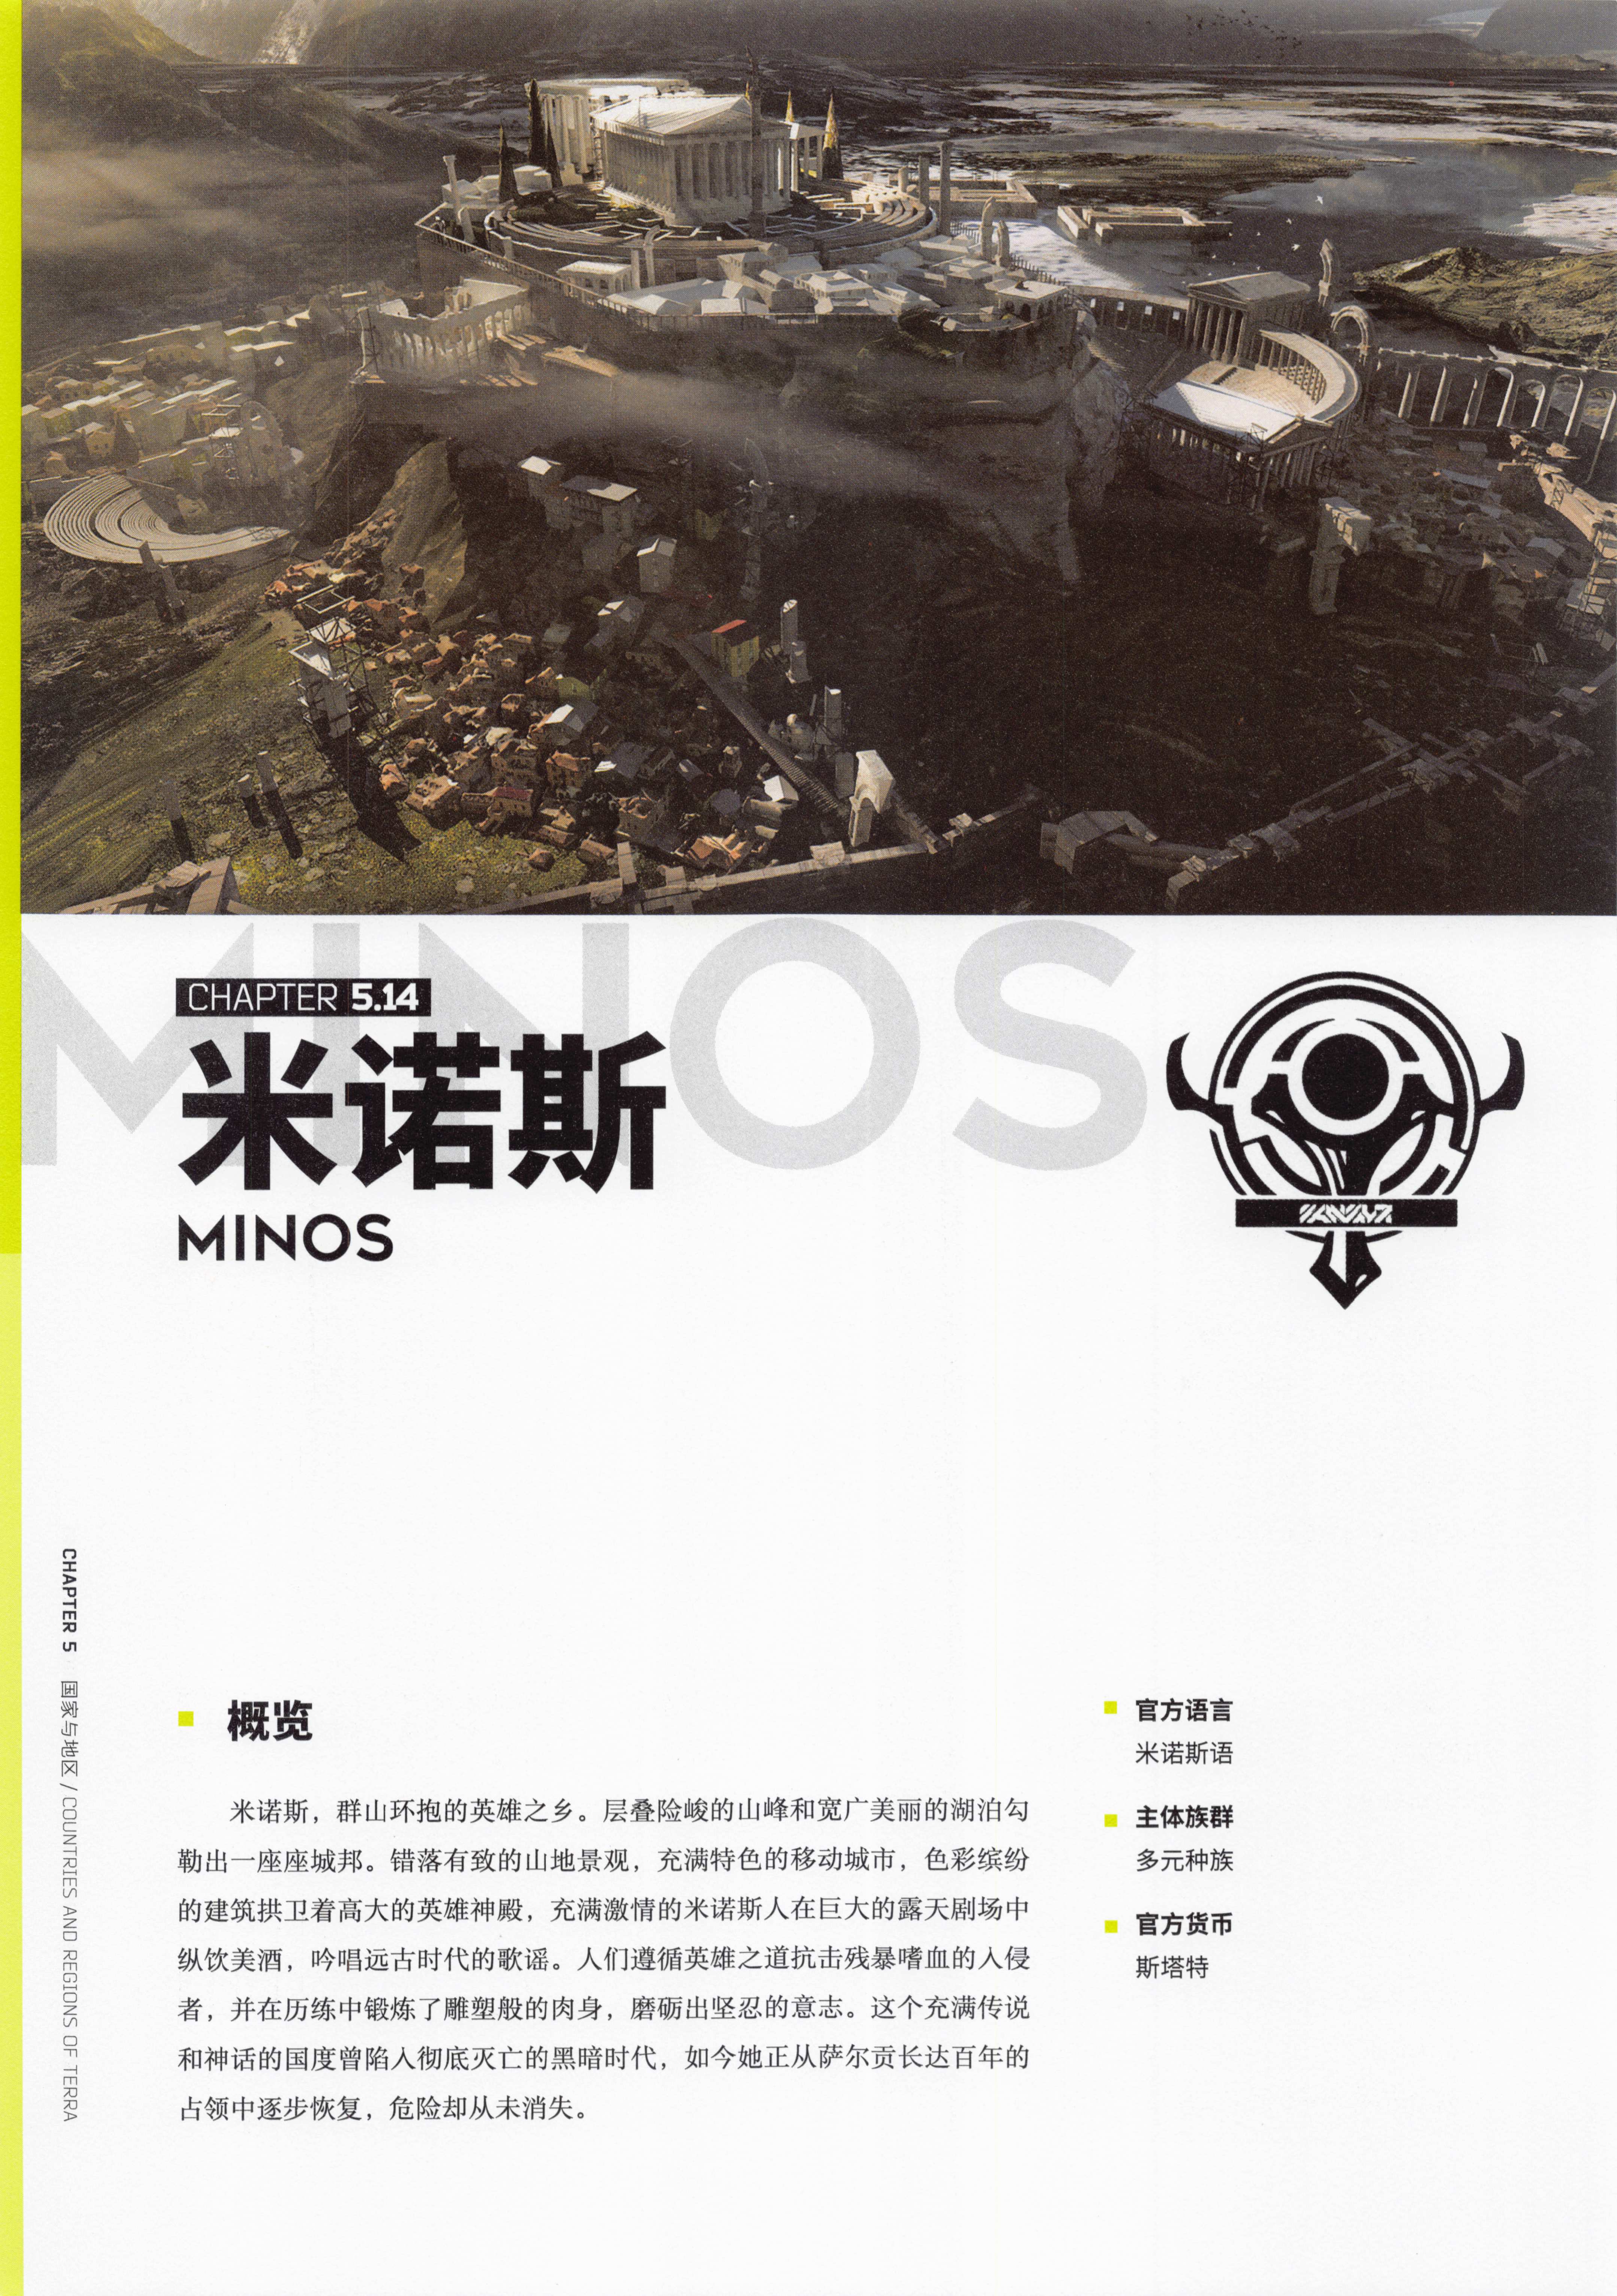 MINOS
CHAPTER 5.14
米诺斯
MINOS
概览
米诺斯，群山环抱的英雄之乡。层叠险峻的山峰和宽广美丽的湖泊勾
勒出一座座城邦。错落有致的山地景观，充满特色的移动城市，色彩缤纷
的建筑拱卫着高大的英雄神殿，充满激情的米诺斯人在巨大的露天剧场中
纵饮美酒，吟唱远古时代的歌谣。人们遵循英雄之道抗击残暴嗜血的入侵
者，并在历练中锻炼了雕塑般的肉身，磨砺出坚忍的意志。这个充满传说
和神话的国度曾陷入彻底灭亡的黑暗时代，如今她正从萨尔贡长达百年的
占领中逐步恢复，危险却从未消失。
官方语言
米诺斯语
主体族群
多元种族
官方货币
斯塔特
CHAPTER 5 国家与地区 / COUNTRIES AND REGIONS OF TERRA